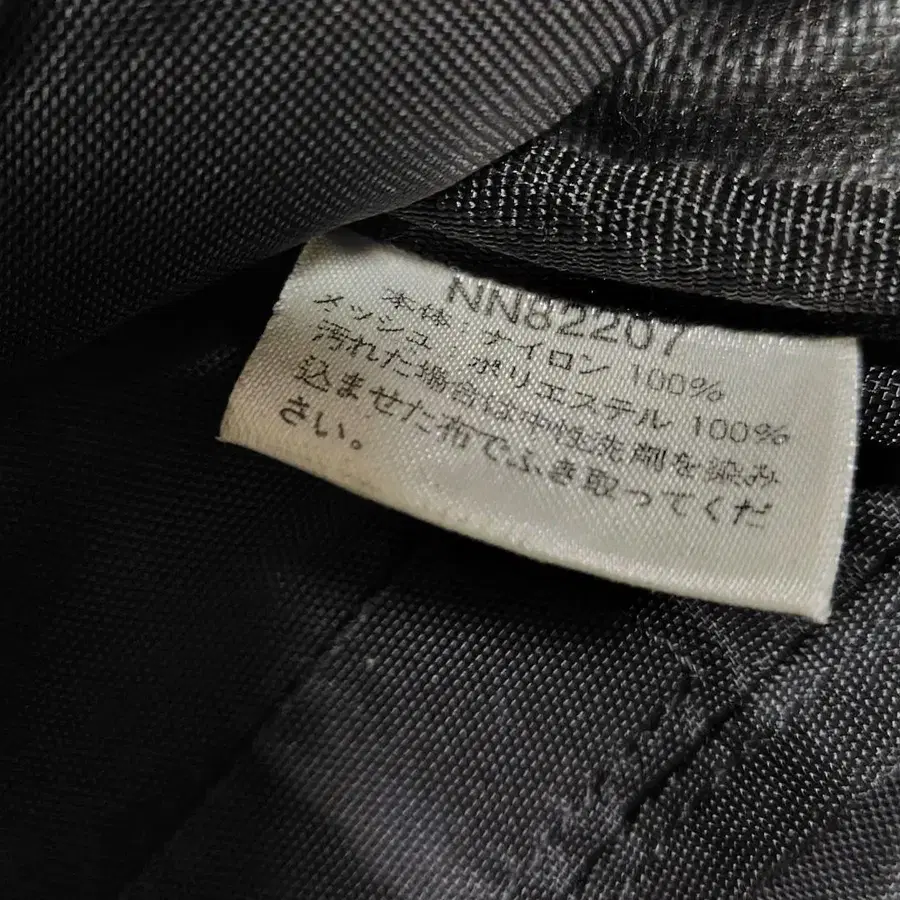 NN82207
本体:ナイロン 100%
メッシュ:ポリエステル 100%
汚れた場合は中性洗剤を染み
込ませた布でふき取ってくだ
さい。